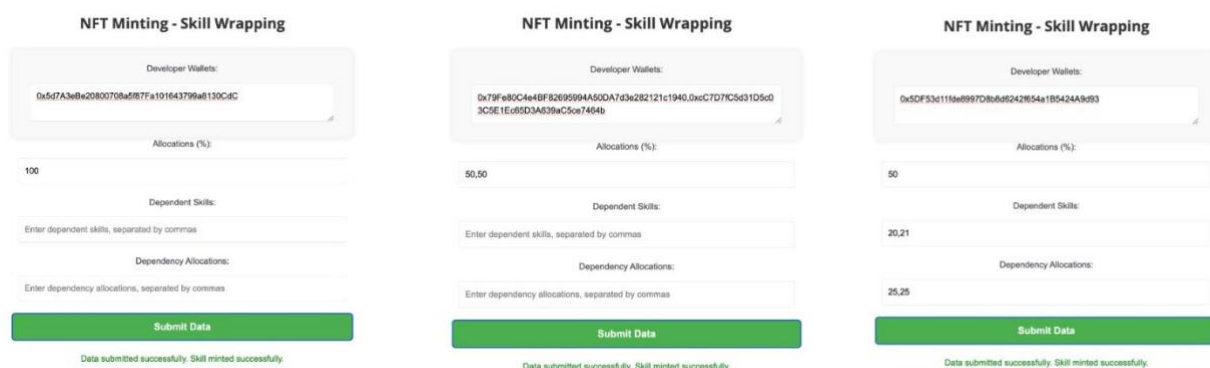 NFT Minting - Skill Wrapping
Developer Wallets:
0x5d7A3eBe20800708a5f87Fa101643799a8130CdC
Allocations (%):
100
Dependent Skills:
Enter dependent skills, separated by commas
Dependency Allocations:
Enter dependency allocations, separated by commas
Submit Data
Data submitted successfully. Skill minted successfully.
NFT Minting - Skill Wrapping
Developer Wallets:
0x79Fe80C4e4BF82695994A50DA7d3e282121c1940,0xcC7D7fC5d31D5c0
3C5E1Ec65D3A639aC5ce7464b
Allocations (%):
50,50
Dependent Skills:
Enter dependent skills, separated by commas
Dependency Allocations:
Enter dependency allocations, separated by commas
Submit Data
Data submitted successfully. Skill minted successfully.
NFT Minting - Skill Wrapping
Developer Wallets:
0x5DF53d11fde8997D8b8d6242f654a1B5424A9d93
Allocations (%):
50
Dependent Skills:
20,21
Dependency Allocations:
25,25
Submit Data
Data submitted successfully. Skill minted successfully.